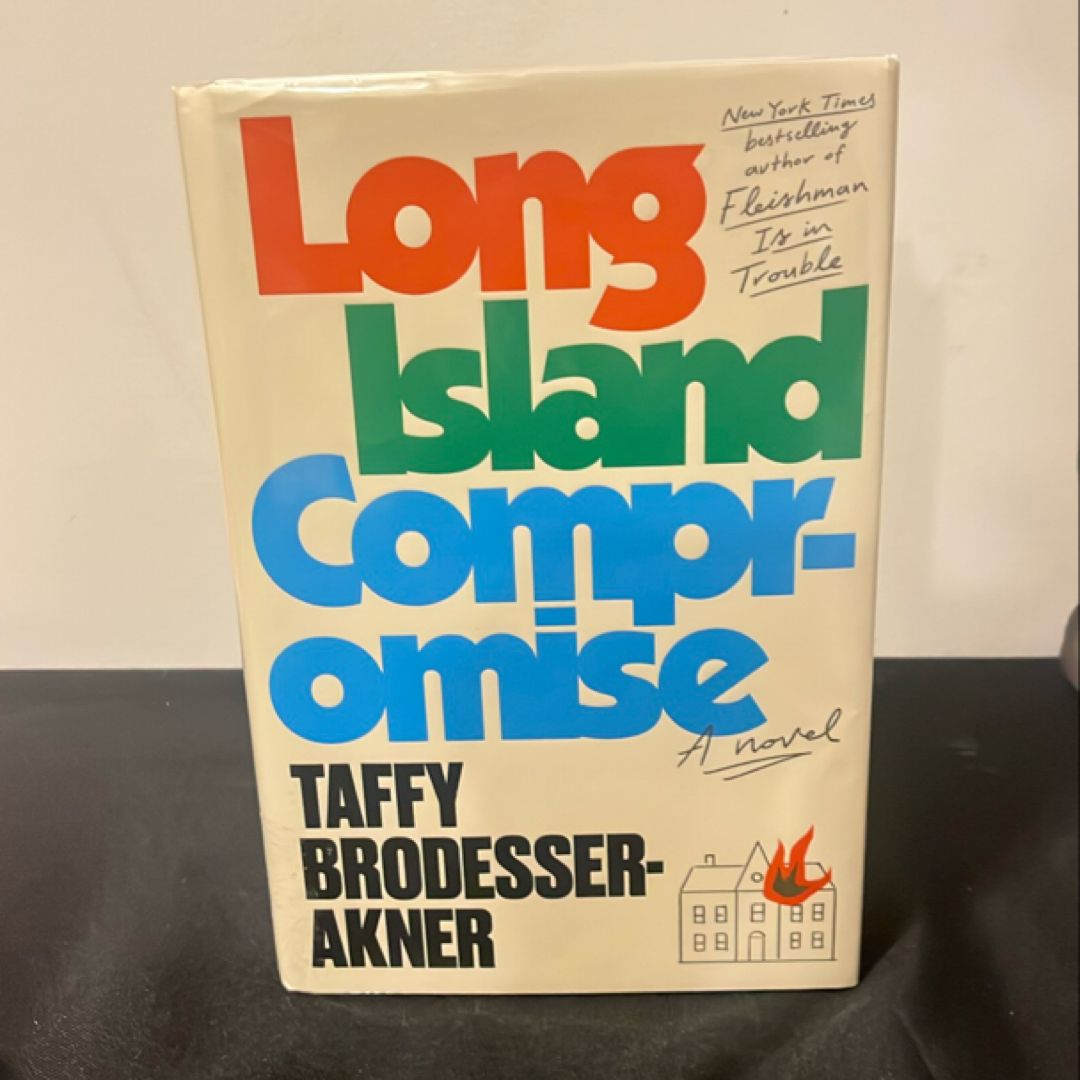 Long
Island
Compr-
omise
New York Times
bestselling
author of
Fleishman
Is in
Trouble
A novel
TAFFY
BRODESSER-
AKNER